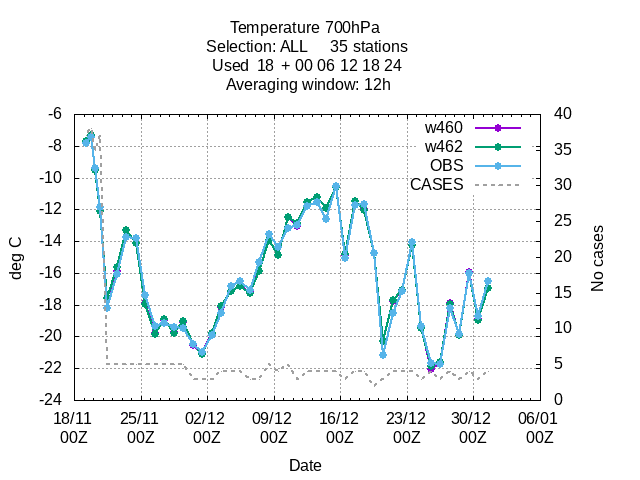 Temperature 700hPa
Selection: ALL 35 stations
Used 18 + 00 06 12 18 24
Averaging window: 12h
w460
w462
OBS
CASES
-6
-8
-10
-12
-14
-16
-18
-20
-22
-24
40
35
30
25
20
15
10
5
0
deg C
No cases
18/11 25/11 02/12 09/12 16/12 23/12 30/12 06/01
00Z 00Z 00Z 00Z 00Z 00Z 00Z 00Z
Date